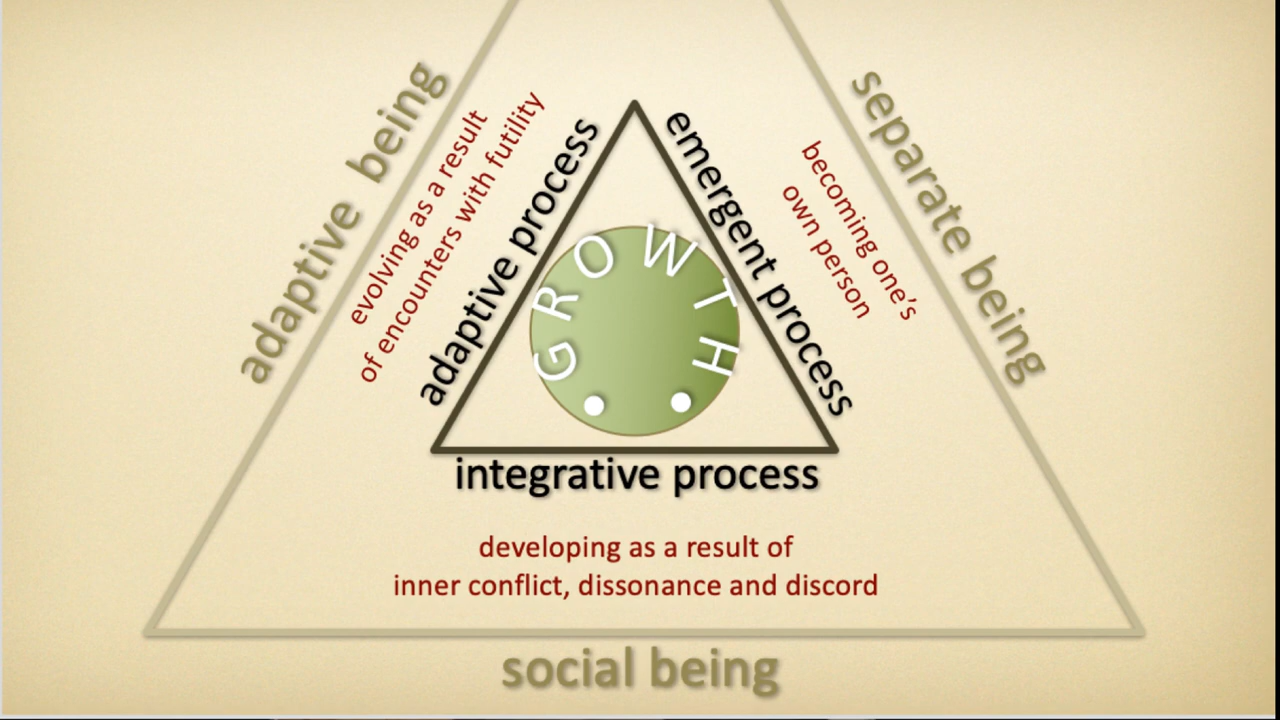 adaptive being
evolving as a result
of encounters with futility
adaptive process
GROWTH
emergent process
becoming one's
own person
separate being
integrative process
developing as a result of
inner conflict, dissonance and discord
social being